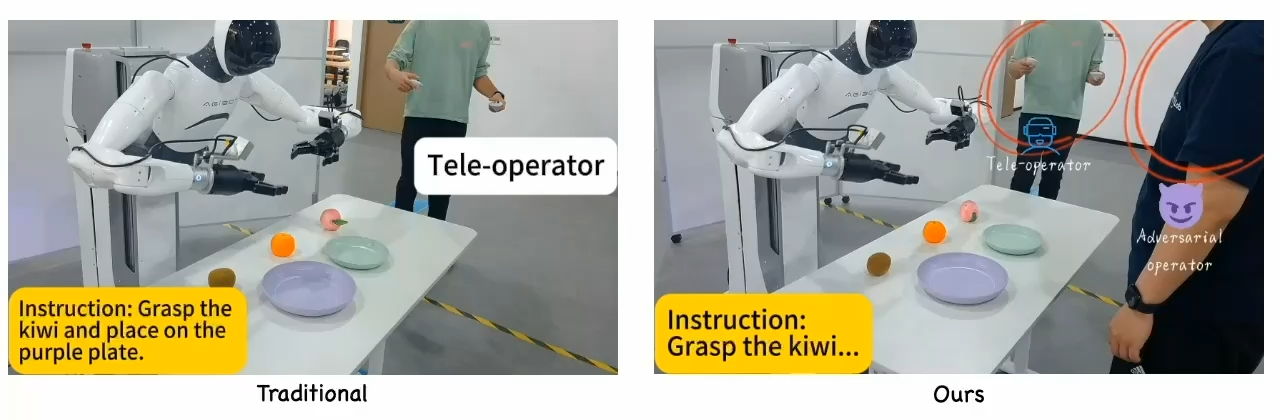 AGIBOT
Tele-operator
Instruction: Grasp the
kiwi and place on the
purple plate.
Traditional
Tele-operator
Adversarial
operator
Instruction:
Grasp the kiwi...
Ours